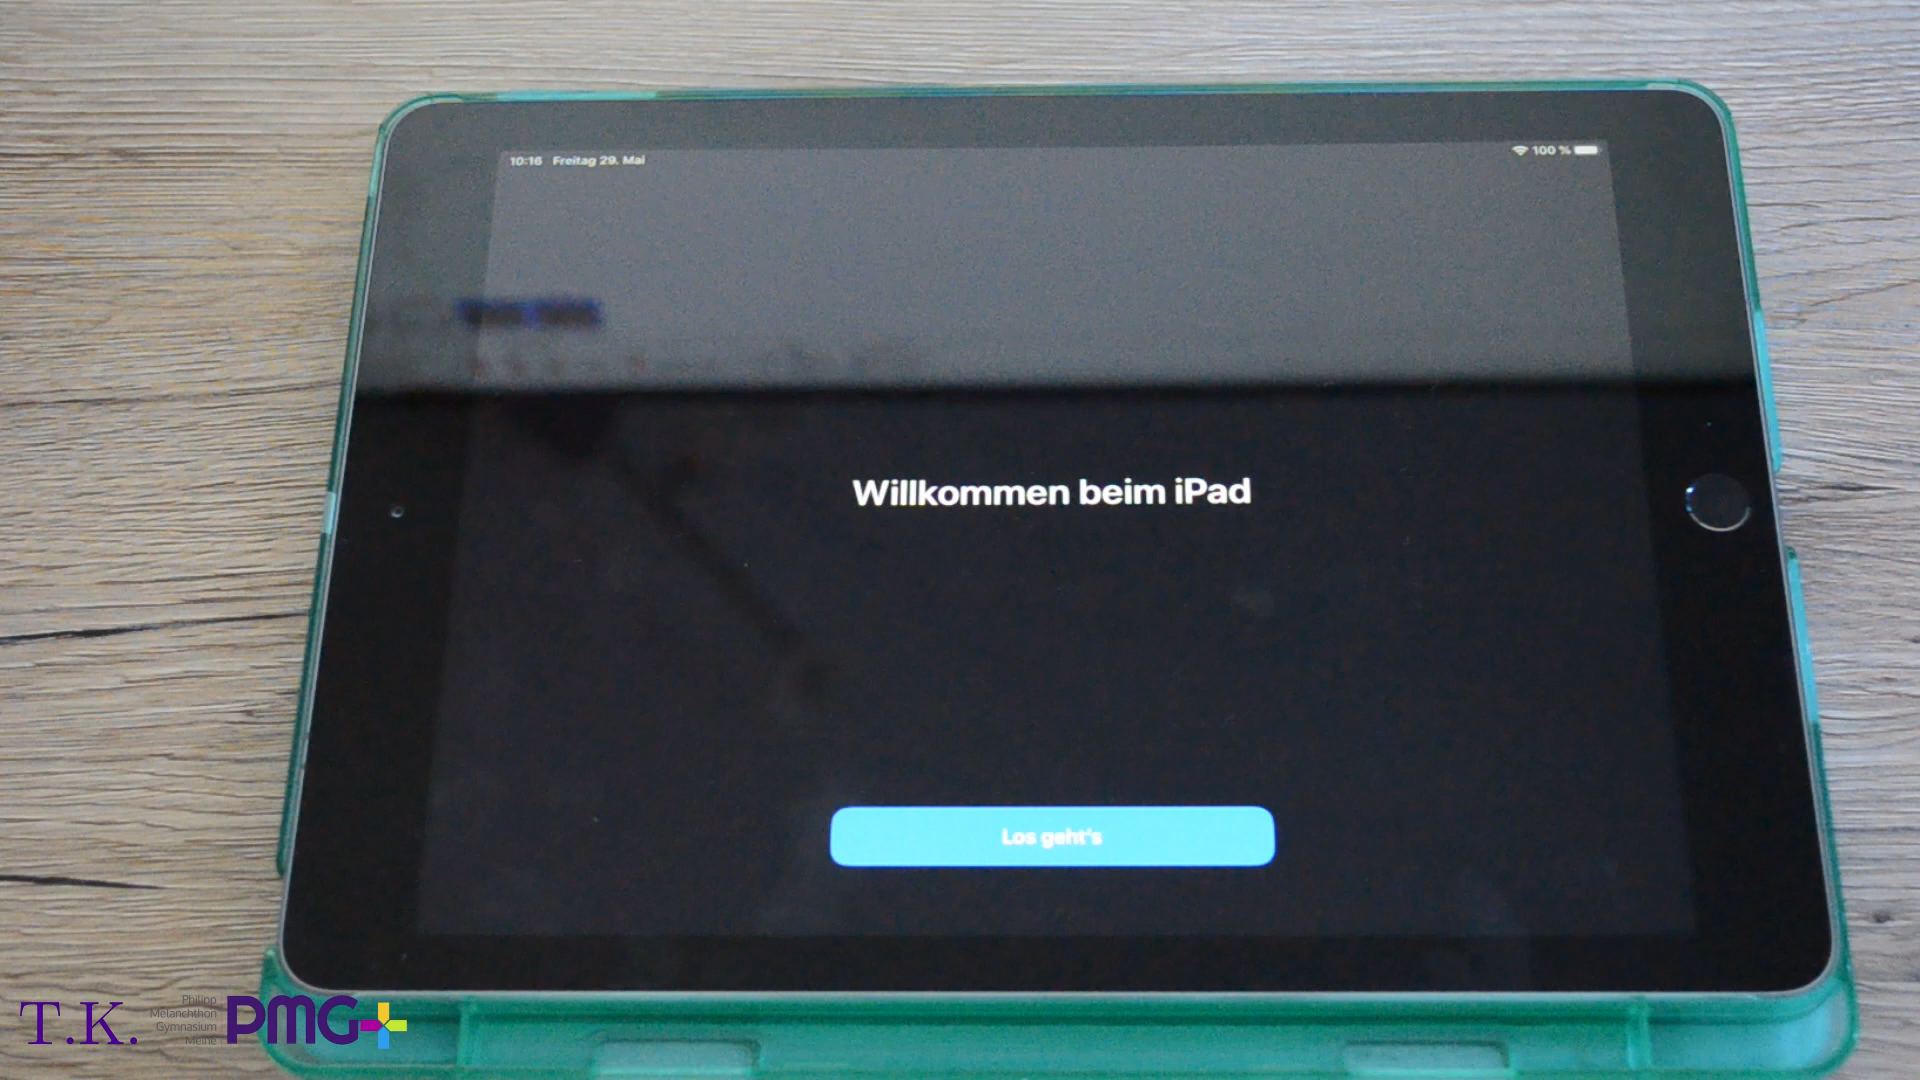 10:16 Freitag 29. Mai
100 %
Willkommen beim iPad
Los geht's
T.K.
Philipp
Melanchthon
Gymnasium
Meine
PMG+